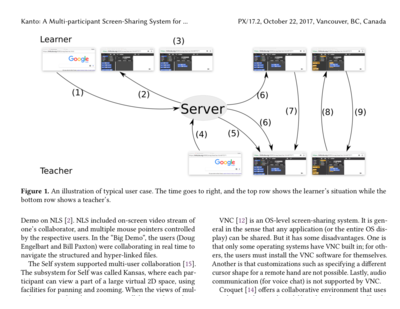 Kanto: A Multi-participant Screen-Sharing System for ...
PX/17.2, October 22, 2017, Vancouver, BC, Canada
Learner
(3)
Google
(1)
(2)
Server
(6)
(6)
(7)
(8)
(9)
(4)
(5)
Google
Teacher
Figure 1. An illustration of typical user case. The time goes to right, and the top row shows the learner's situation while the
bottom row shows a teacher's.
Demo on NLS [2]. NLS included on-screen video stream of
one's collaborator, and multiple mouse pointers controlled
by the respective users. In the "Big Demo", the users (Doug
Engelbart and Bill Paxton) were collaborating in real time to
navigate the structured and hyper-linked files.
The Self system supported multi-user collaboration [15].
The subsystem for Self was called Kansas, where each par-
ticipant can view a part of a large virtual 2D space, using
facilities for panning and zooming. When the views of mul-
VNC [12] is an OS-level screen-sharing system. It is gen-
eral in the sense that any application (or the entire OS dis-
play) can be shared. But it has some disadvantages. One is
that only some operating systems have VNC built in; for oth-
ers, the users must install the VNC software for themselves.
Another is that customizations such as specifying a different
cursor shape for a remote hand are not possible. Lastly, audio
communication (for voice chat) is not supported by VNC.
Croquet [14] offers a collaborative environment that uses